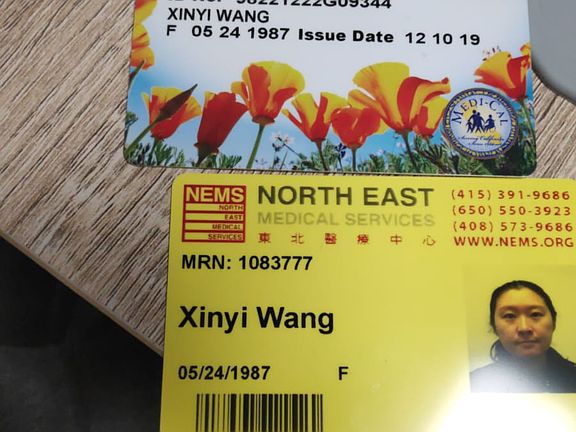 XINYI WANG
F 05 24 1987 Issue Date 12 10 19
MEDI-CAL
NEMS
NORTH
EAST
MEDICAL
SERVICES
NORTH EAST
MEDICAL SERVICES
東北醫療中心
(415) 391-9686
(650) 550-3923
(408) 573-9686
WWW.NEMS.ORG
MRN: 1083777
Xinyi Wang
05/24/1987 F